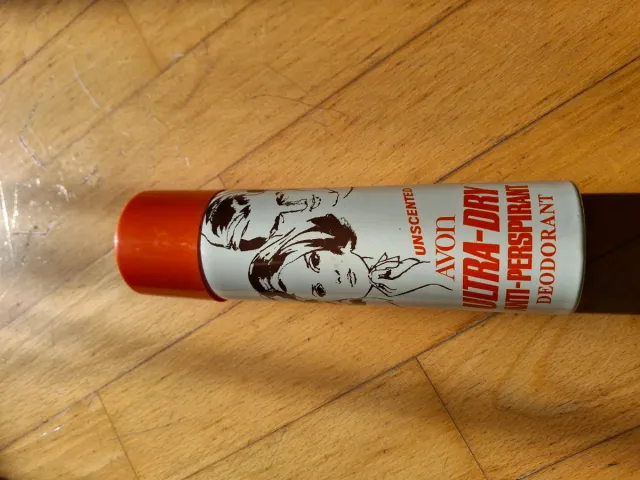 UNSCENTED
AVON
ULTRA-DRY
ANTI-PERSPIRANT
DEODORANT